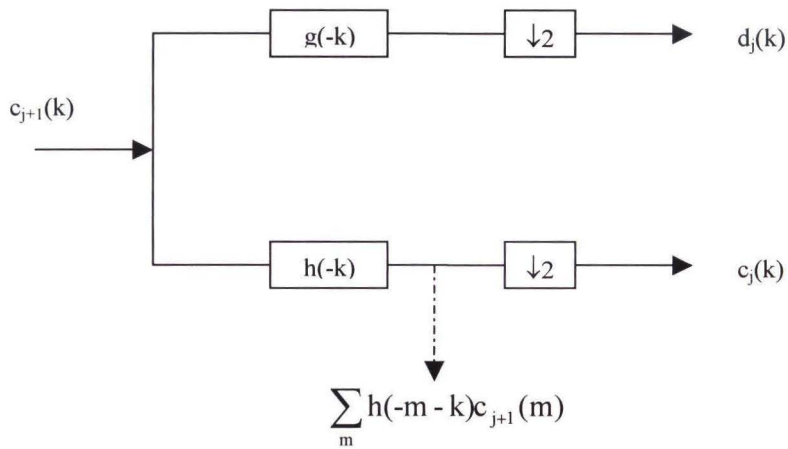 g(-k) ↓2 d_j(k)
c_{j+1}(k)
h(-k) ↓2 c_j(k)
∑_m h(-m - k)c_{j+1}(m)